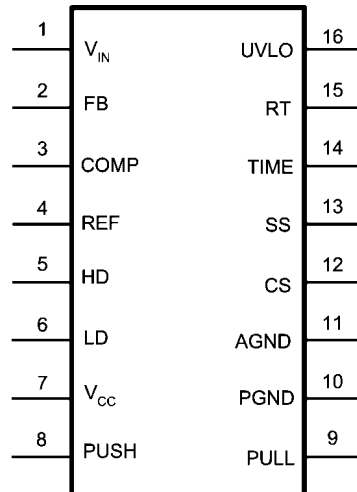 1 V_IN UVLO 16
2 FB RT 15
3 COMP TIME 14
4 REF SS 13
5 HD CS 12
6 LD AGND 11
7 V_CC PGND 10
8 PUSH PULL 9